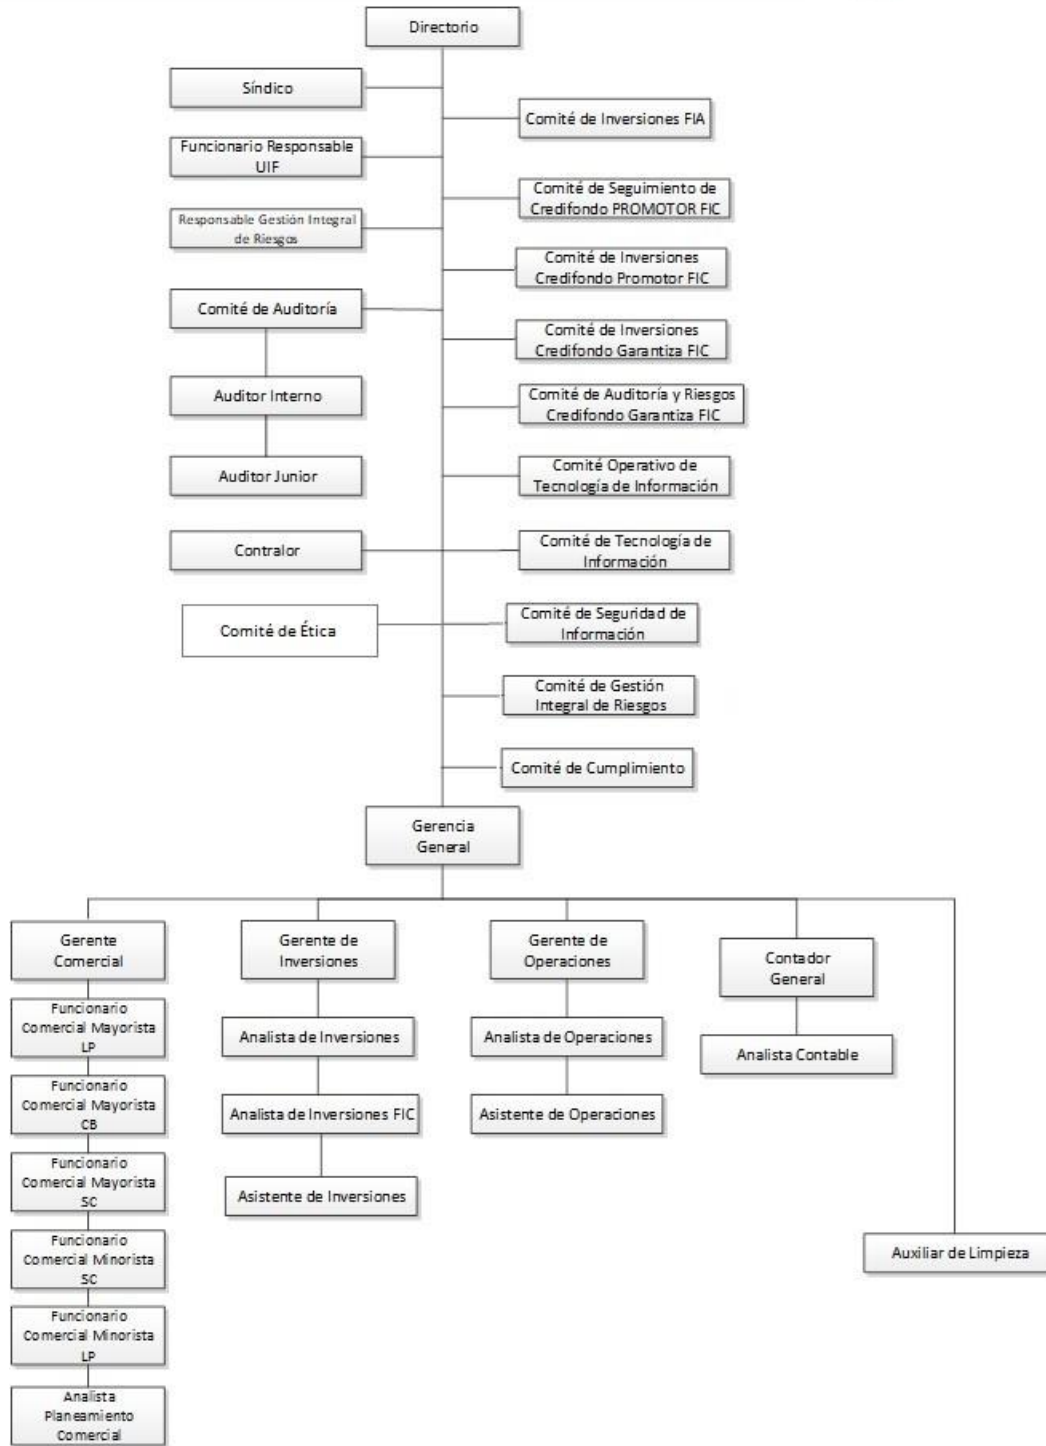 Directorio
Síndico
Comité de Inversiones FIA
Funcionario Responsable
UIF
Comité de Seguimiento de
Credifondo PROMOTOR FIC
Responsable Gestión Integral
de Riesgos
Comité de Inversiones
Credifondo Promotor FIC
Comité de Auditoría
Comité de Inversiones
Credifondo Garantiza FIC
Auditor Interno
Comité de Auditoría y Riesgos
Credifondo Garantiza FIC
Auditor Junior
Comité Operativo de
Tecnología de Información
Contralor
Comité de Tecnología de
Información
Comité de Ética
Comité de Seguridad de
Información
Comité de Gestión
Integral de Riesgos
Comité de Cumplimiento
Gerencia
General
Gerente
Comercial
Funcionario
Comercial Mayorista
LP
Funcionario
Comercial Mayorista
CB
Funcionario
Comercial Mayorista
SC
Funcionario
Comercial Minorista
SC
Funcionario
Comercial Minorista
LP
Analista
Planeamiento
Comercial
Gerente de
Inversiones
Analista de Inversiones
Analista de Inversiones FIC
Asistente de Inversiones
Gerente de
Operaciones
Analista de Operaciones
Asistente de Operaciones
Contador
General
Analista Contable
Auxiliar de Limpieza